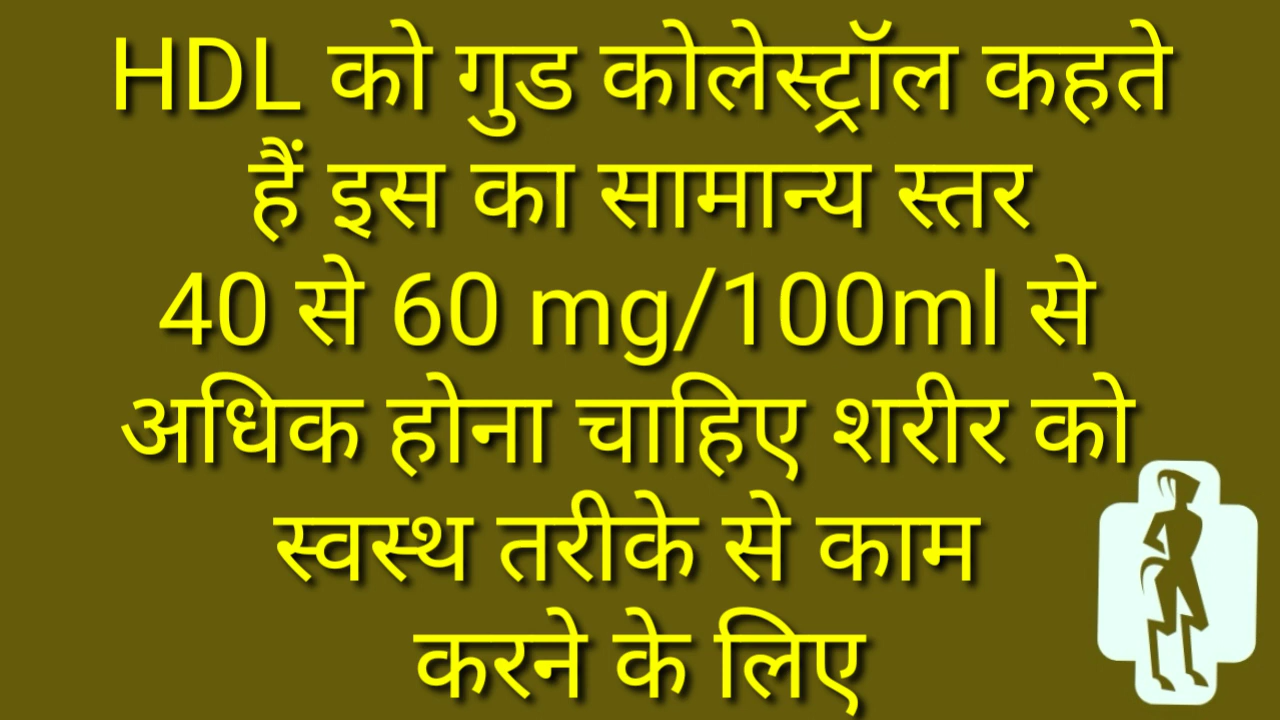 HDL को गुड कोलेस्ट्रॉल कहते
हैं इस का सामान्य स्तर
40 से 60 mg/100ml से
अधिक होना चाहिए शरीर को
स्वस्थ तरीके से काम
करने के लिए